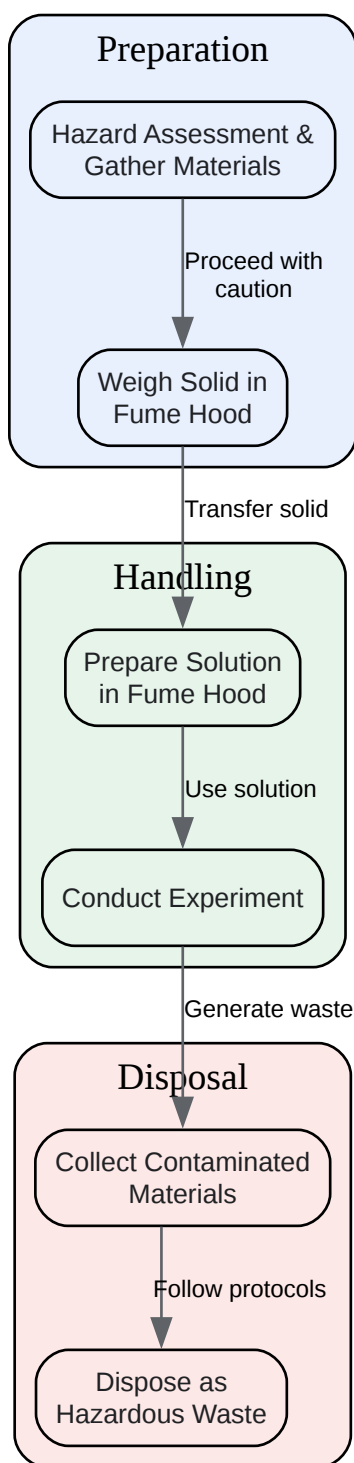 Preparation
Hazard Assessment &
Gather Materials
Proceed with
caution
Weigh Solid in
Fume Hood
Transfer solid
Handling
Prepare Solution
in Fume Hood
Use solution
Conduct Experiment
Generate waste
Disposal
Collect Contaminated
Materials
Follow protocols
Dispose as
Hazardous Waste